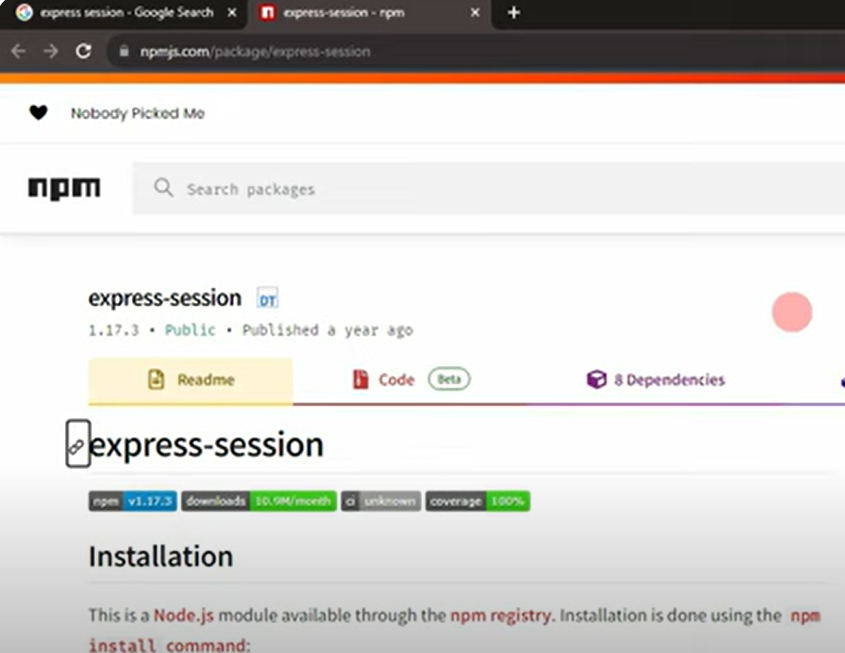 express session - Google Search
express-session - npm
npmjs.com/package/express-session
Nobody Picked Me
npm
Search packages
express-session DT
1.17.3 • Public • Published a year ago
Readme
Code Beta
8 Dependencies
express-session
npm v1.17.3 downloads 10.9M/month ci unknown coverage 100%
Installation
This is a Node.js module available through the npm registry. Installation is done using the npm
install command: